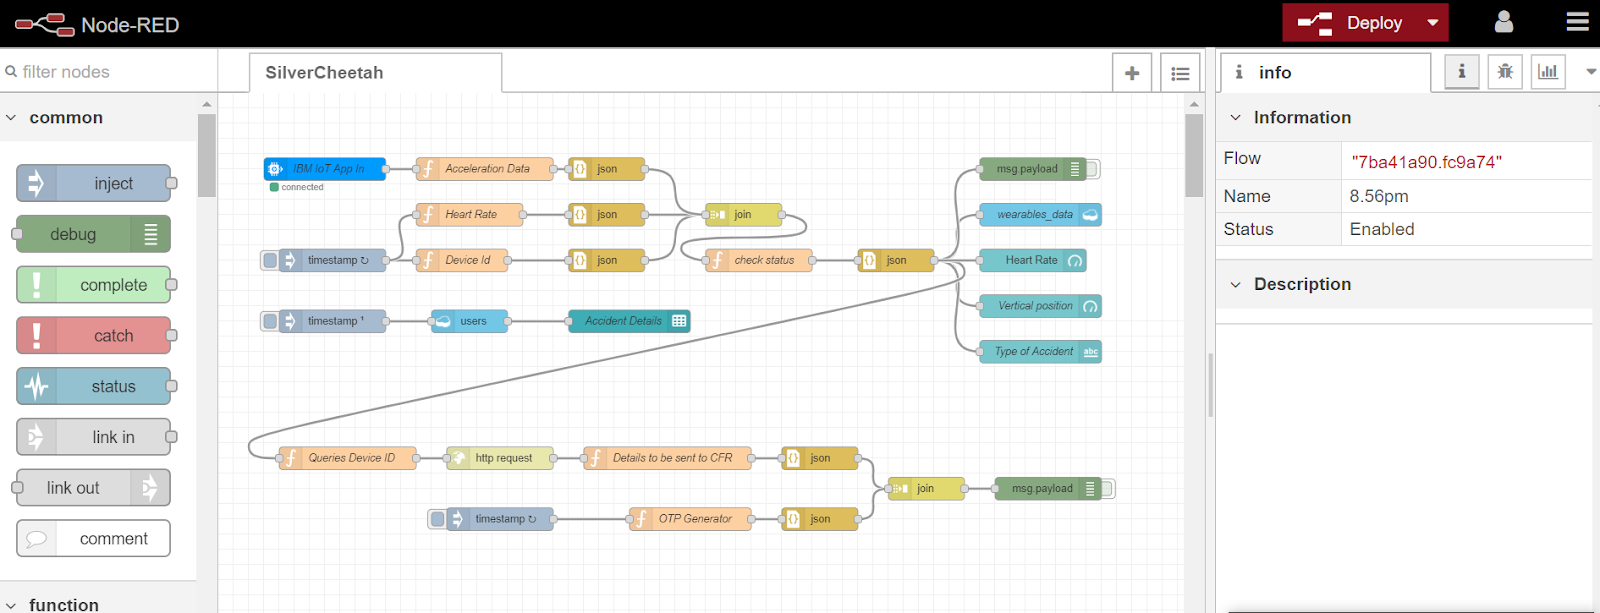 Node-RED
Deploy
filter nodes
SilverCheetah
info
common
inject
debug
complete
catch
status
link in
link out
comment
function
IBM IoT App In
connected
Acceleration Data
json
Heart Rate
json
join
timestamp ↻
Device Id
json
check status
json
timestamp ¹
users
Accident Details
msg.payload
wearables_data
Heart Rate
Vertical position
Type of Accident
abc
Queries Device ID
http request
Details to be sent to CFR
json
join
msg.payload
timestamp ↻
OTP Generator
json
Information
Flow "7ba41a90.fc9a74"
Name 8.56pm
Status Enabled
Description